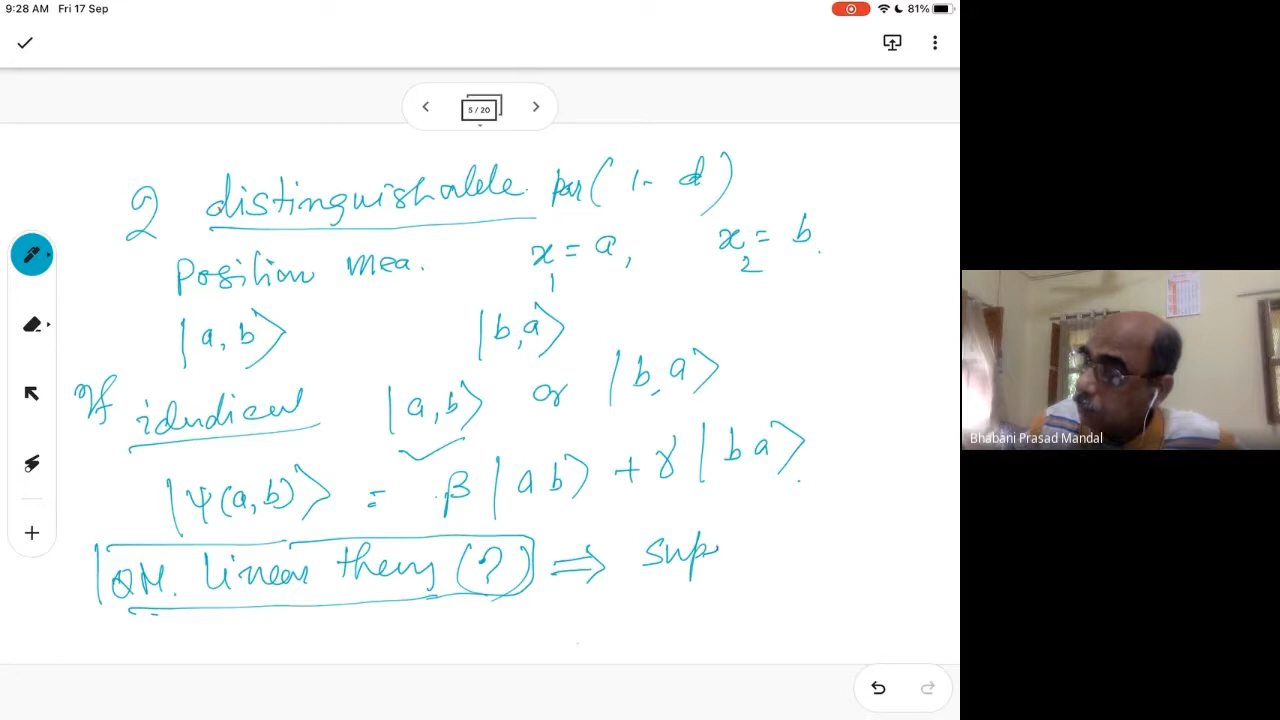 9:28 AM Fri 17 Sep
81%
5 / 20
2 distinguishable par (1-d)
Position mea. x₁ = a, x₂ = b.
|a, b⟩ |b, a⟩
If identical |a, b⟩ or |b, a⟩
|Ψ(a, b)⟩ = β |a b⟩ + γ |b a⟩.
QM. linear theory (?) ⇒ sup
Bhabani Prasad Mandal